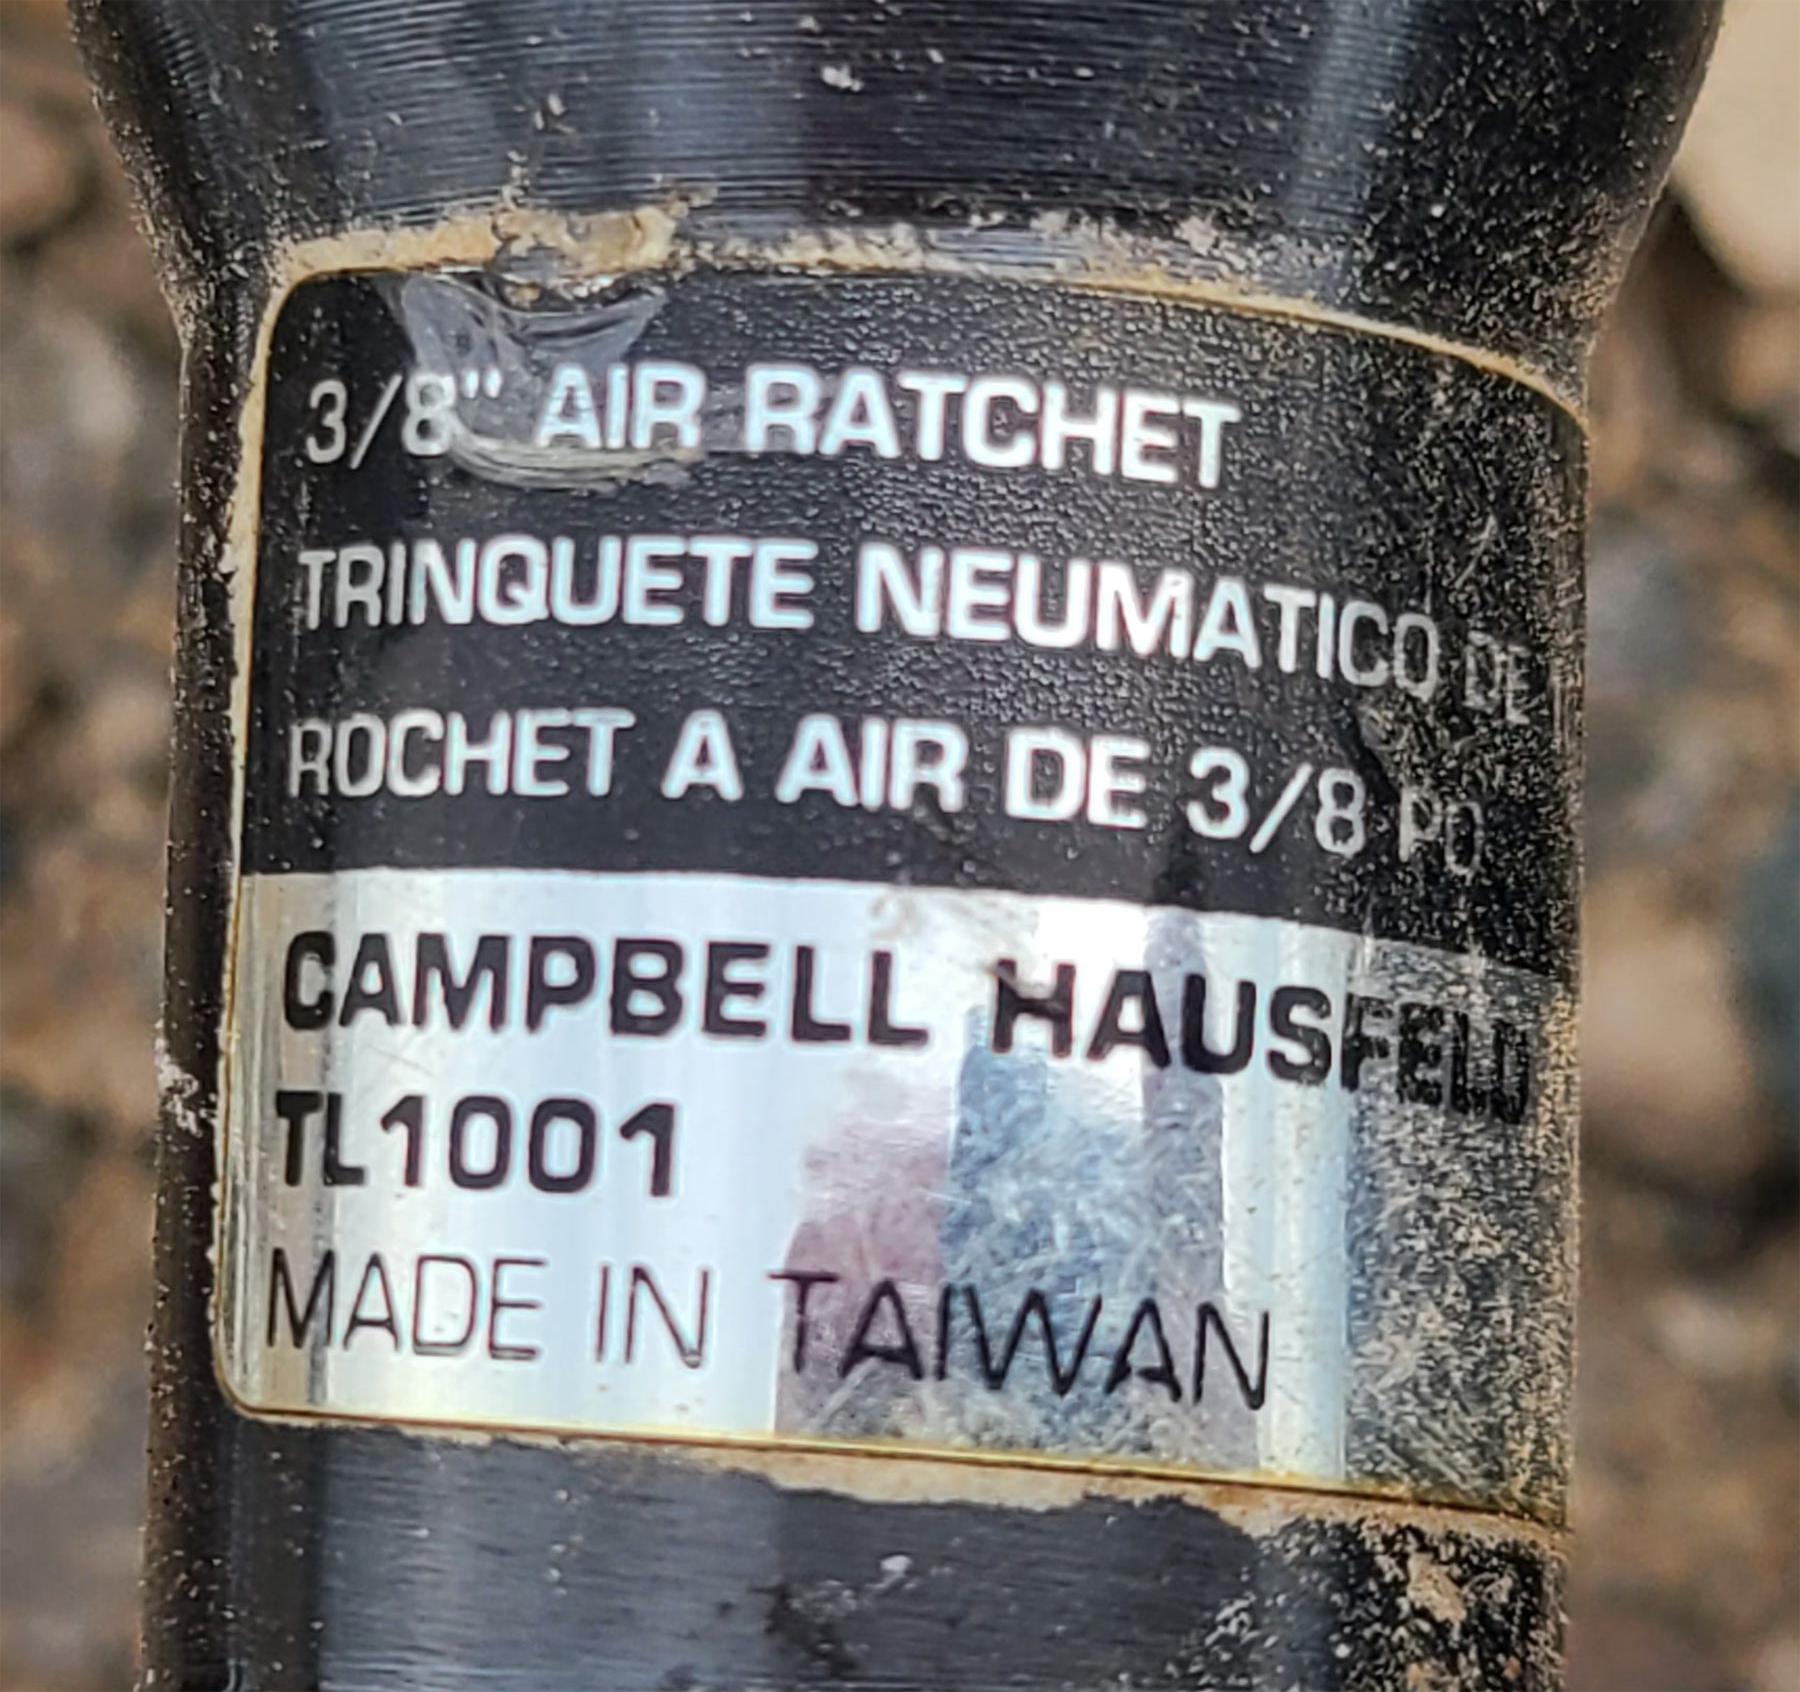 3/8" AIR RATCHET
TRINQUETE NEUMATICO DE
ROCHET A AIR DE 3/8 PO
CAMPBELL HAUSFELD
TL1001
MADE IN TAIWAN